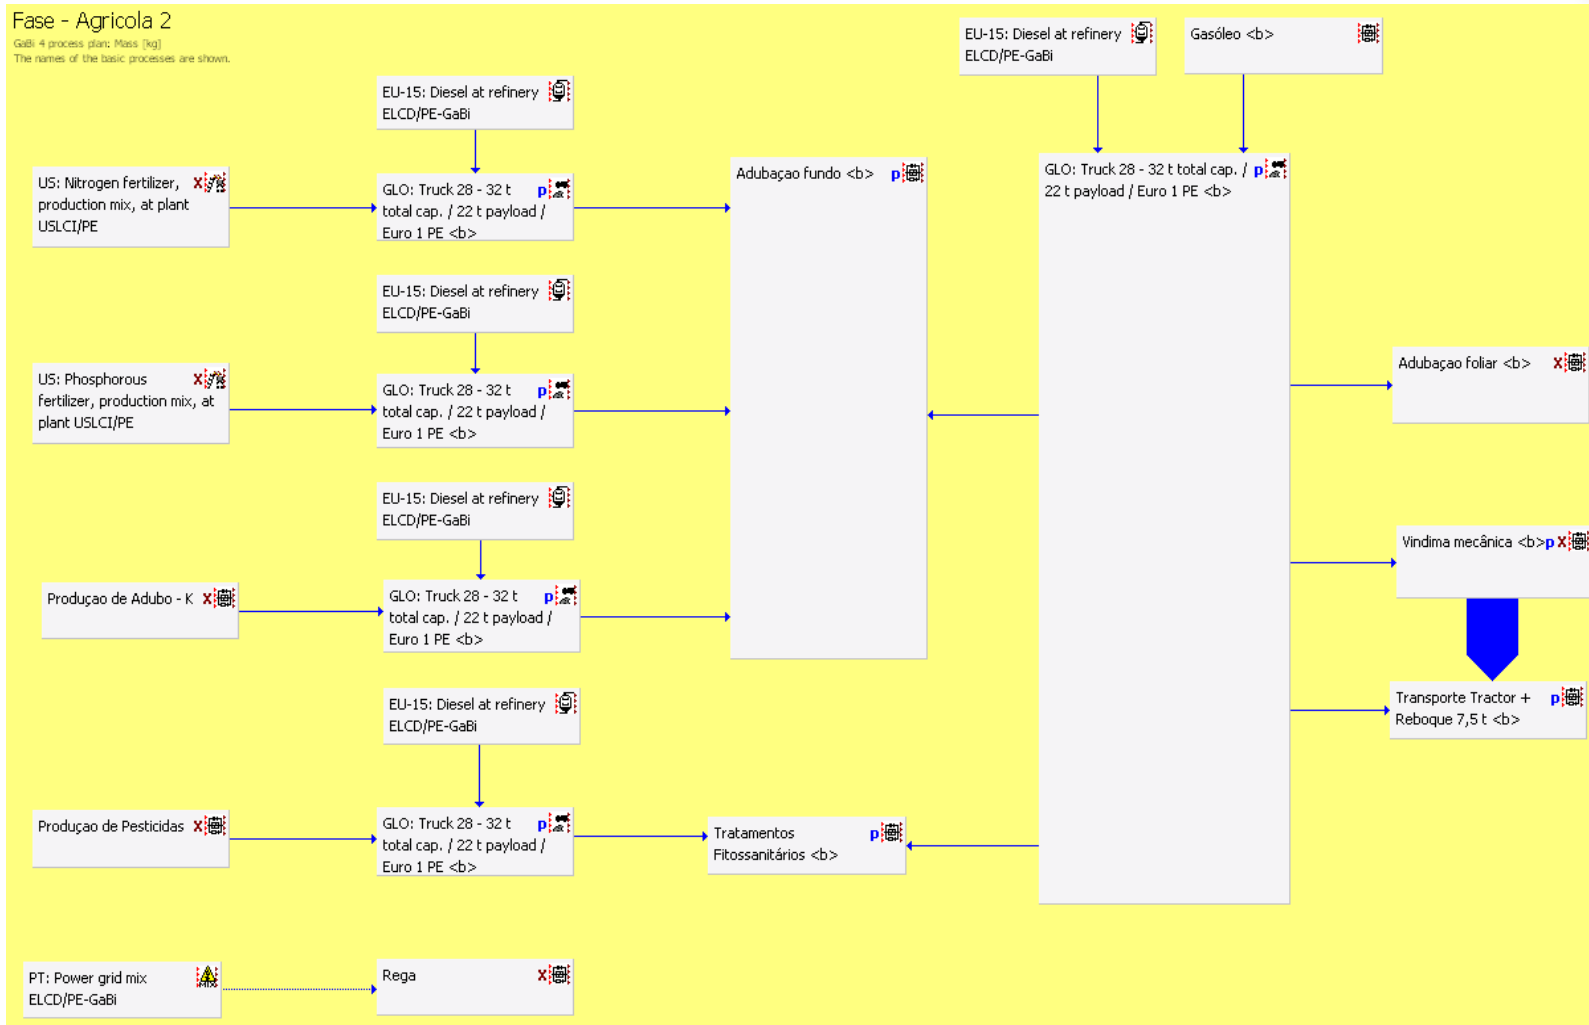 Fase - Agricola 2
GaBi 4 process plan: Mass [kg]
The names of the basic processes are shown.
EU-15: Diesel at refinery
ELCD/PE-GaBi
Gasóleo <b>
EU-15: Diesel at refinery
ELCD/PE-GaBi
US: Nitrogen fertilizer, X
production mix, at plant
USLCI/PE
GLO: Truck 28 - 32 t p
total cap. / 22 t payload /
Euro 1 PE <b>
Adubaçao fundo <b> p
GLO: Truck 28 - 32 t total cap. / p
22 t payload / Euro 1 PE <b>
EU-15: Diesel at refinery
ELCD/PE-GaBi
US: Phosphorous X
fertilizer, production mix, at
plant USLCI/PE
GLO: Truck 28 - 32 t p
total cap. / 22 t payload /
Euro 1 PE <b>
Adubaçao foliar <b> X
EU-15: Diesel at refinery
ELCD/PE-GaBi
Vindima mecânica <b> p X
Produçao de Adubo - K X
GLO: Truck 28 - 32 t p
total cap. / 22 t payload /
Euro 1 PE <b>
EU-15: Diesel at refinery
ELCD/PE-GaBi
Transporte Tractor + p
Reboque 7,5 t <b>
Produçao de Pesticidas X
GLO: Truck 28 - 32 t p
total cap. / 22 t payload /
Euro 1 PE <b>
Tratamentos p
Fitossanitários <b>
PT: Power grid mix
ELCD/PE-GaBi
MIX
Rega X